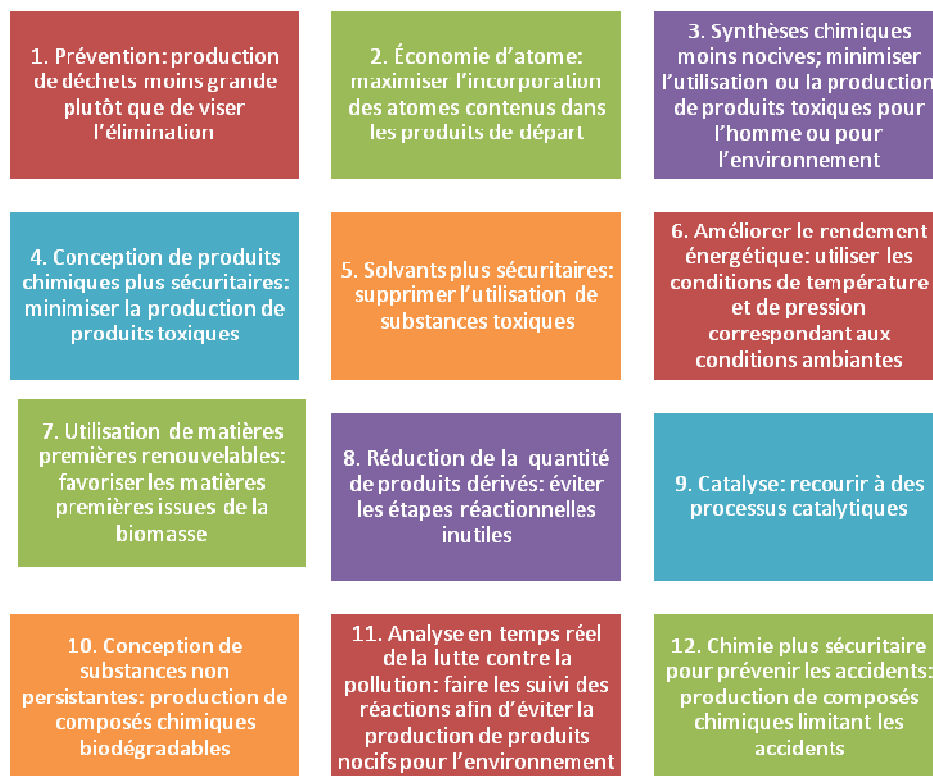 1. Prévention: production
de déchets moins grande
plutôt que de viser
l'élimination
2. Économie d'atome:
maximiser l'incorporation
des atomes contenus dans
les produits de départ
3. Synthèses chimiques
moins nocives; minimiser
l'utilisation ou la production
de produits toxiques pour
l'homme ou pour
l'environnement
4. Conception de produits
chimiques plus sécuritaires:
minimiser la production de
produits toxiques
5. Solvants plus sécuritaires:
supprimer l'utilisation de
substances toxiques
6. Améliorer le rendement
énergétique: utiliser les
conditions de température
et de pression
correspondant aux
conditions ambiantes
7. Utilisation de matières
premières renouvelables:
favoriser les matières
premières issues de la
biomasse
8. Réduction de la quantité
de produits dérivés: éviter
les étapes réactionnelles
inutiles
9. Catalyse: recourir à des
processus catalytiques
10. Conception de
substances non
persistantes: production de
composés chimiques
biodégradables
11. Analyse en temps réel
de la lutte contre la
pollution: faire les suivi des
réactions afin d'éviter la
production de produits
nocifs pour l'environnement
12. Chimie plus sécuritaire
pour prévenir les accidents:
production de composés
chimiques limitant les
accidents